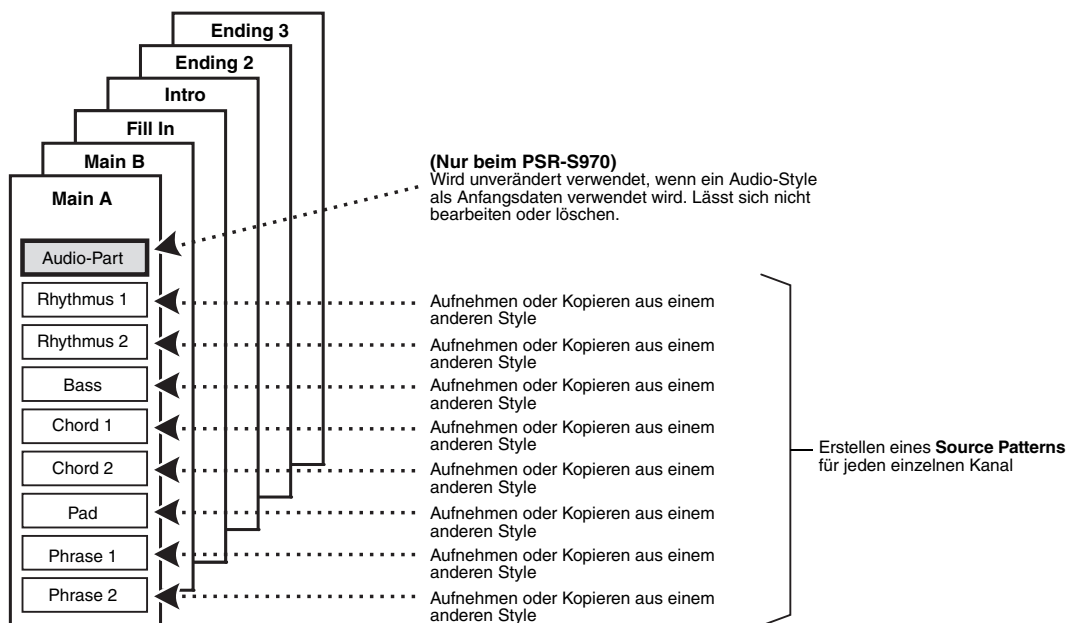 Ending 3
Ending 2
Intro
Fill In
Main B
Main A
(Nur beim PSR-S970)
Wird unverändert verwendet, wenn ein Audio-Style
als Anfangsdaten verwendet wird. Lässt sich nicht
bearbeiten oder löschen.
Audio-Part
Rhythmus 1
Aufnehmen oder Kopieren aus einem
anderen Style
Rhythmus 2
Aufnehmen oder Kopieren aus einem
anderen Style
Bass
Aufnehmen oder Kopieren aus einem
anderen Style
Chord 1
Aufnehmen oder Kopieren aus einem
anderen Style
Chord 2
Aufnehmen oder Kopieren aus einem
anderen Style
Pad
Aufnehmen oder Kopieren aus einem
anderen Style
Phrase 1
Aufnehmen oder Kopieren aus einem
anderen Style
Phrase 2
Aufnehmen oder Kopieren aus einem
anderen Style
Erstellen eines Source Patterns
für jeden einzelnen Kanal